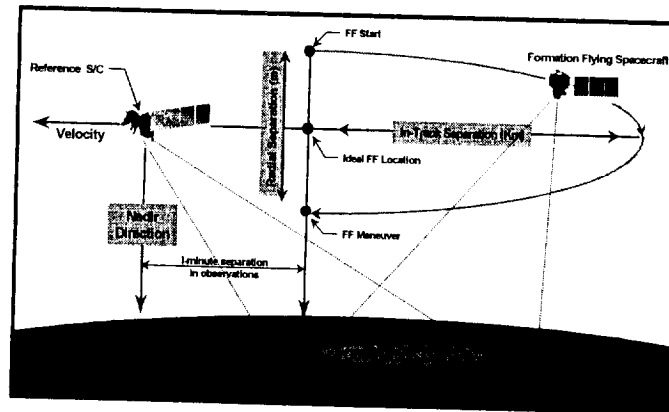 FF Start
Formation Flying Spacecraft
Reference S/C
Radial Separation (m)
Velocity
In-Track Separation (Km)
Ideal FF Location
Nadir
Direction
FF Maneuver
I-minute separation
in observations